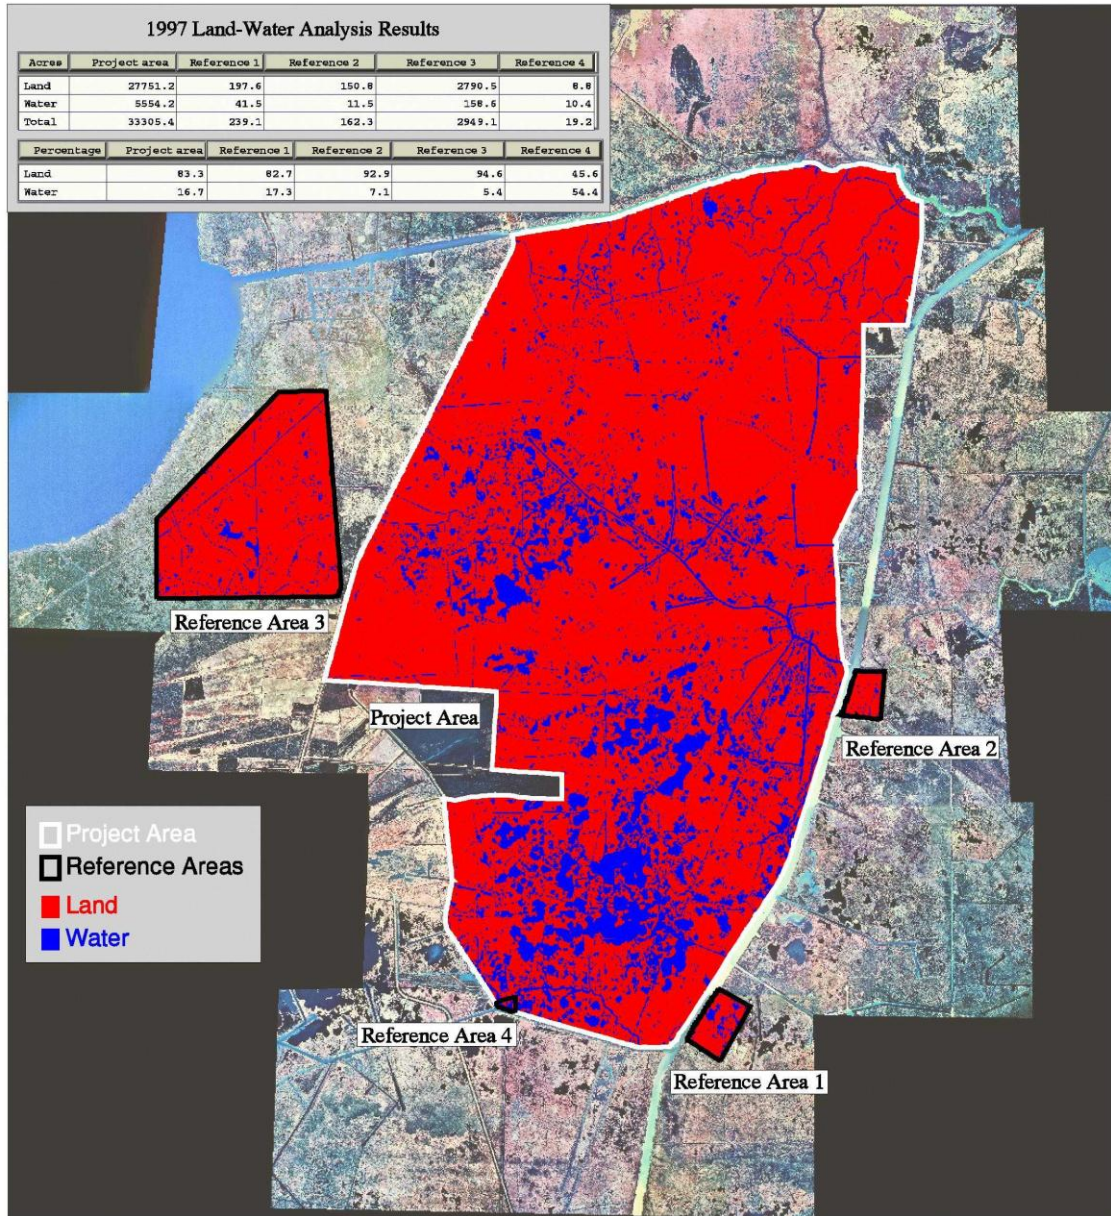 1997 Land-Water Analysis Results
Acres Project area Reference 1 Reference 2 Reference 3 Reference 4
Land 27751.2 197.6 150.8 2790.5 8.8
Water 5554.2 41.5 11.5 158.6 10.4
Total 33305.4 239.1 162.3 2949.1 19.2
Percentage Project area Reference 1 Reference 2 Reference 3 Reference 4
Land 83.3 82.7 92.9 94.6 45.6
Water 16.7 17.3 7.1 5.4 54.4
Reference Area 3
Project Area
Reference Area 2
Project Area
Reference Areas
Land
Water
Reference Area 4
Reference Area 1